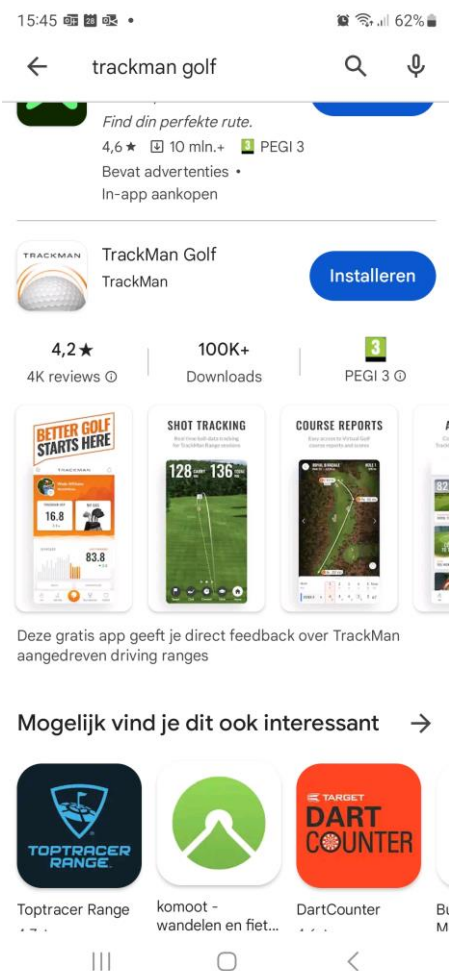 15:45
62%
trackman golf
Find din perfekte rute.
4,6★ 10 mln.+ 3 PEGI 3
Bevat advertenties •
In-app aankopen
TRACKMAN
TrackMan Golf
TrackMan
Installeren
4,2★
4K reviews
100K+
Downloads
3
PEGI 3
BETTER GOLF
STARTS HERE
TRACKMAN
16.8
83.8
SHOT TRACKING
128 136
COURSE REPORTS
Deze gratis app geeft je direct feedback over TrackMan
aangedreven driving ranges
Mogelijk vind je dit ook interessant
TOPTRACER
RANGE
TARGET
DART
COUNTER
Toptracer Range
komoot -
wandelen en fiet...
DartCounter